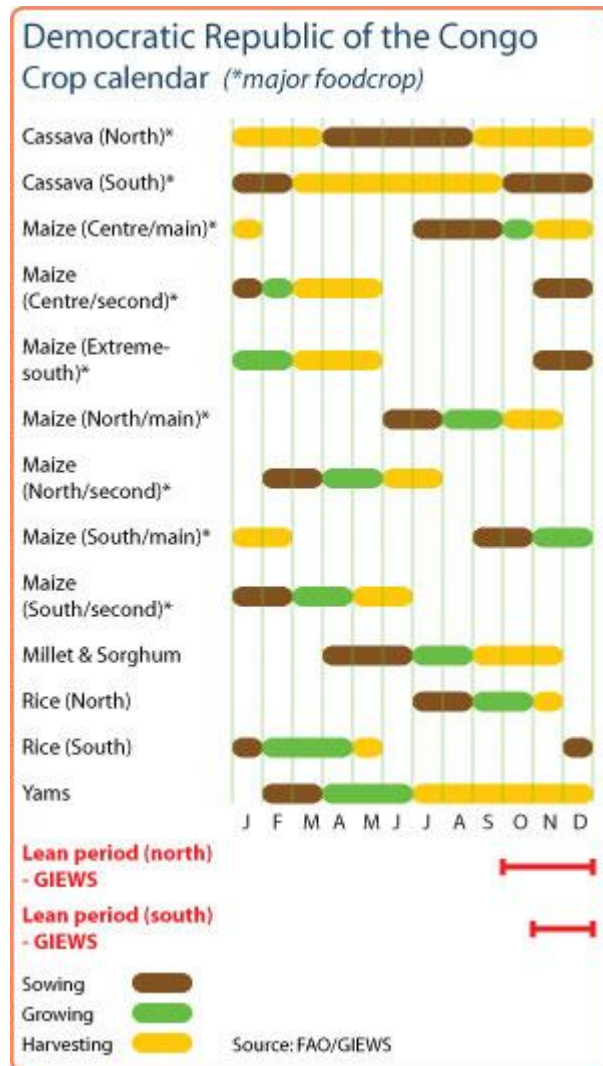 Democratic Republic of the Congo
Crop calendar (*major foodcrop)
Cassava (North)*
Cassava (South)*
Maize (Centre/main)*
Maize
(Centre/second)*
Maize (Extreme-
south)*
Maize (North/main)*
Maize
(North/second)*
Maize (South/main)*
Maize
(South/second)*
Millet & Sorghum
Rice (North)
Rice (South)
Yams
J F M A M J J A S O N D
Lean period (north)
- GIEWS
Lean period (south)
- GIEWS
Sowing
Growing
Harvesting
Source: FAO/GIEWS